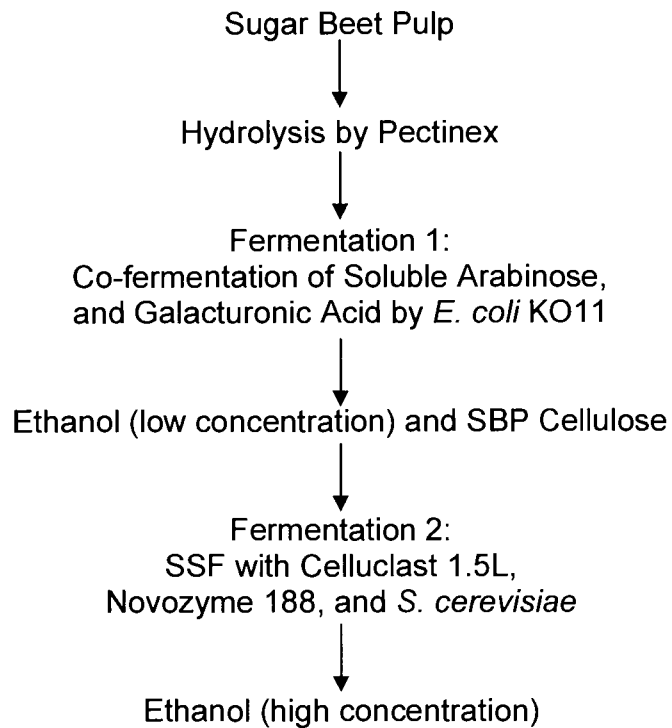 Sugar Beet Pulp
Hydrolysis by Pectinex
Fermentation 1:
Co-fermentation of Soluble Arabinose,
and Galacturonic Acid by E. coli KO11
Ethanol (low concentration) and SBP Cellulose
Fermentation 2:
SSF with Celluclast 1.5L,
Novozyme 188, and S. cerevisiae
Ethanol (high concentration)